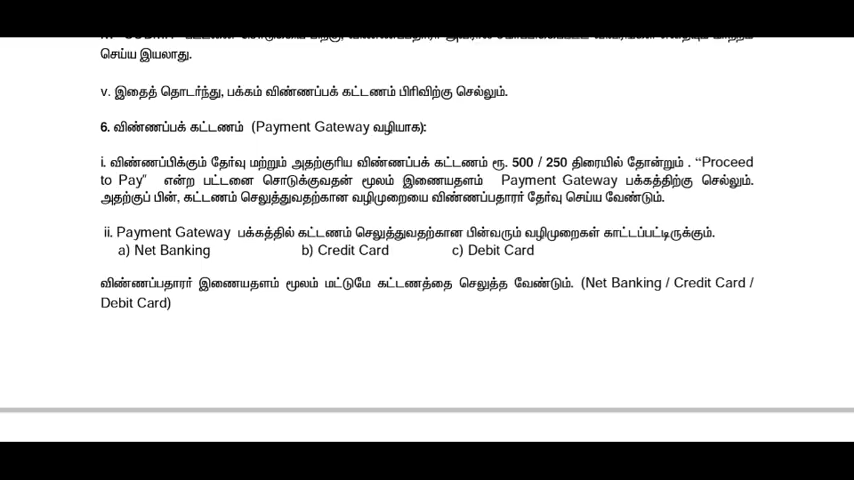 செய்ய இயலாது.
v. இதைத் தொடர்ந்து, பக்கம் விண்ணப்பக் கட்டணம் பிரிவிற்கு செல்லும்.
6. விண்ணப்பக் கட்டணம் (Payment Gateway வழியாக):
i. விண்ணப்பிக்கும் தேர்வு மற்றும் அதற்குரிய விண்ணப்பக் கட்டணம் ரூ. 500 / 250 திரையில் தோன்றும் . “Proceed
to Pay” என்ற பட்டனை சொடுக்குவதன் மூலம் இணையதளம் Payment Gateway பக்கத்திற்கு செல்லும்.
அதற்குப் பின், கட்டணம் செலுத்துவதற்கான வழிமுறையை விண்ணப்பதாரர் தேர்வு செய்ய வேண்டும்.
ii. Payment Gateway பக்கத்தில் கட்டணம் செலுத்துவதற்கான பின்வரும் வழிமுறைகள் காட்டப்பட்டிருக்கும்.
a) Net Banking b) Credit Card c) Debit Card
விண்ணப்பதாரர் இணையதளம் மூலம் மட்டுமே கட்டணத்தை செலுத்த வேண்டும். (Net Banking / Credit Card /
Debit Card)